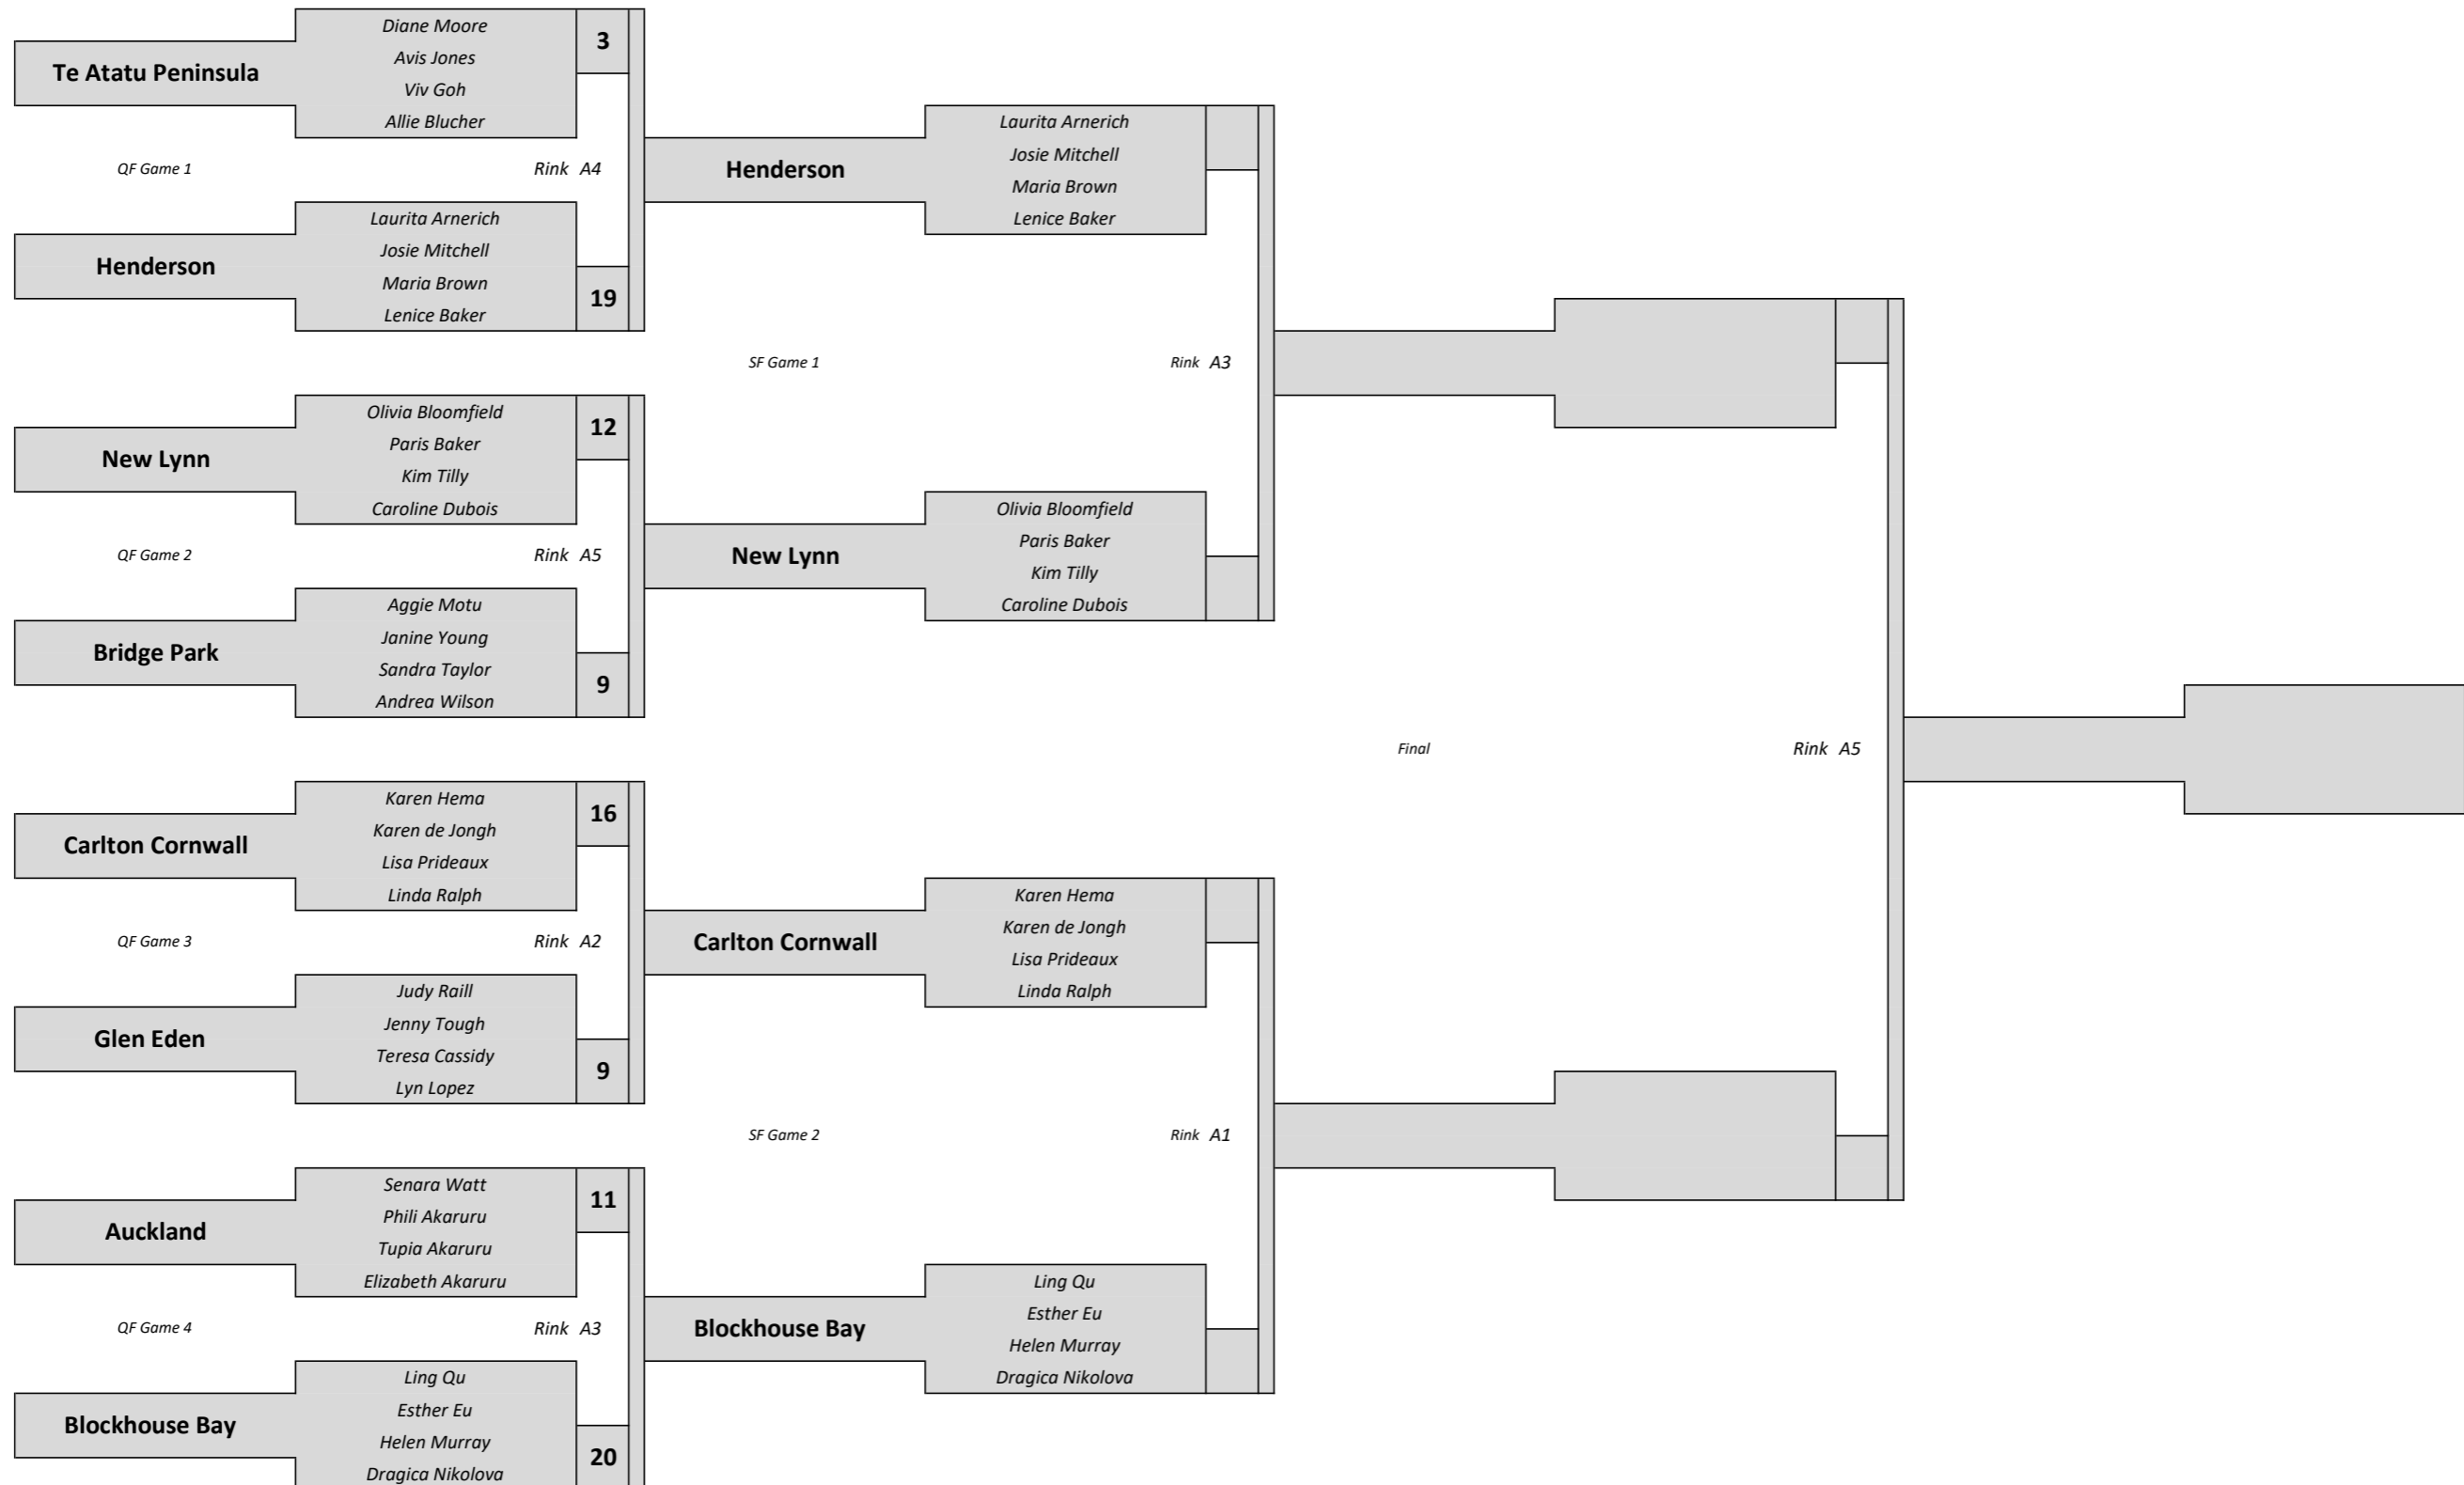 Te Atatu Peninsula
Diane Moore
Avis Jones
Viv Goh
Allie Blucher
3
QF Game 1
Rink A4
Henderson
Laurita Arnerich
Josie Mitchell
Maria Brown
Lenice Baker
19
New Lynn
Olivia Bloomfield
Paris Baker
Kim Tilly
Caroline Dubois
12
QF Game 2
Rink A5
Bridge Park
Aggie Motu
Janine Young
Sandra Taylor
Andrea Wilson
9
Carlton Cornwall
Karen Hema
Karen de Jongh
Lisa Prideaux
Linda Ralph
16
QF Game 3
Rink A2
Glen Eden
Judy Raill
Jenny Tough
Teresa Cassidy
Lyn Lopez
9
Auckland
Senara Watt
Phili Akaruru
Tupia Akaruru
Elizabeth Akaruru
11
QF Game 4
Rink A3
Blockhouse Bay
Ling Qu
Esther Eu
Helen Murray
Dragica Nikolova
20
Henderson
Laurita Arnerich
Josie Mitchell
Maria Brown
Lenice Baker
SF Game 1
Rink A3
New Lynn
Olivia Bloomfield
Paris Baker
Kim Tilly
Caroline Dubois
Carlton Cornwall
Karen Hema
Karen de Jongh
Lisa Prideaux
Linda Ralph
SF Game 2
Rink A1
Blockhouse Bay
Ling Qu
Esther Eu
Helen Murray
Dragica Nikolova
Final
Rink A5